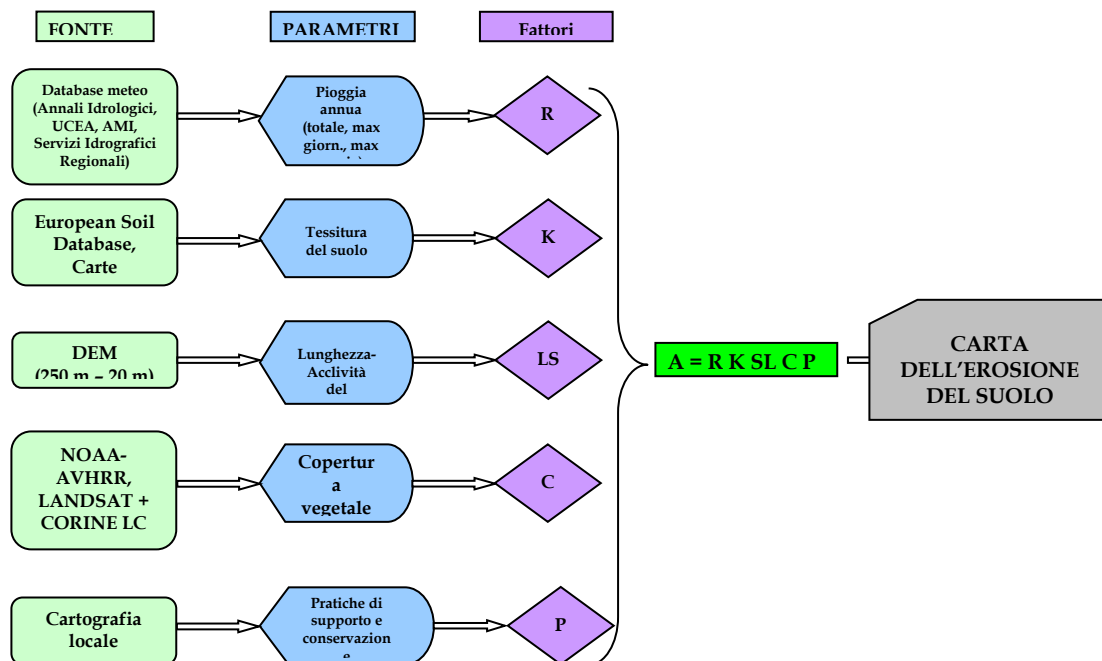 FONTE
PARAMETRI
Fattori
Database meteo
(Annali Idrologici,
UCEA, AMI,
Servizi Idrografici
Regionali)
Pioggia
annua
(totale, max
giorn., max
R
European Soil
Database,
Carte
Tessitura
del suolo
K
DEM
(250 m – 20 m)
Lunghezza-
Acclività
del
LS
A = R K SL C P
CARTA
DELL'EROSIONE
DEL SUOLO
NOAA-
AVHRR,
LANDSAT +
CORINE LC
Copertur
a
vegetale
C
Cartografia
locale
Pratiche di
supporto e
conservazion
e
P